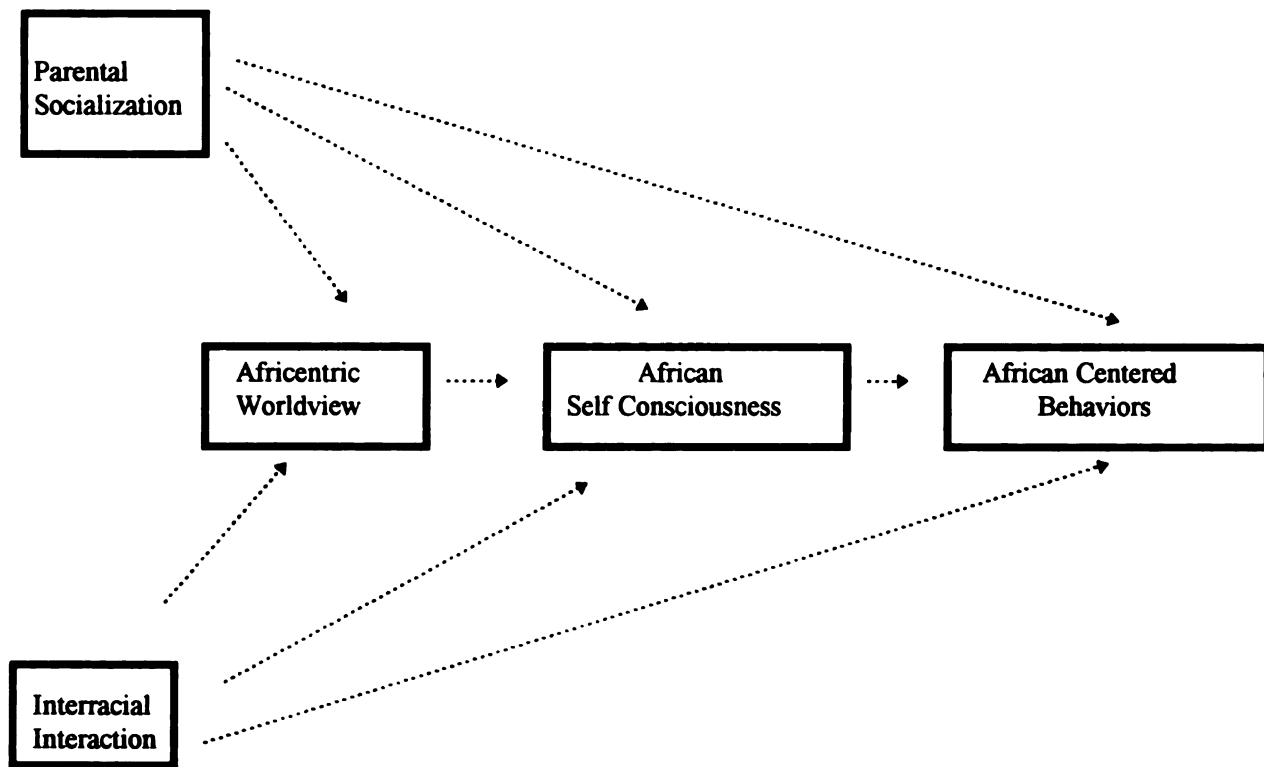 Parental
Socialization
Africentric
Worldview
African
Self Consciousness
African Centered
Behaviors
Interracial
Interaction